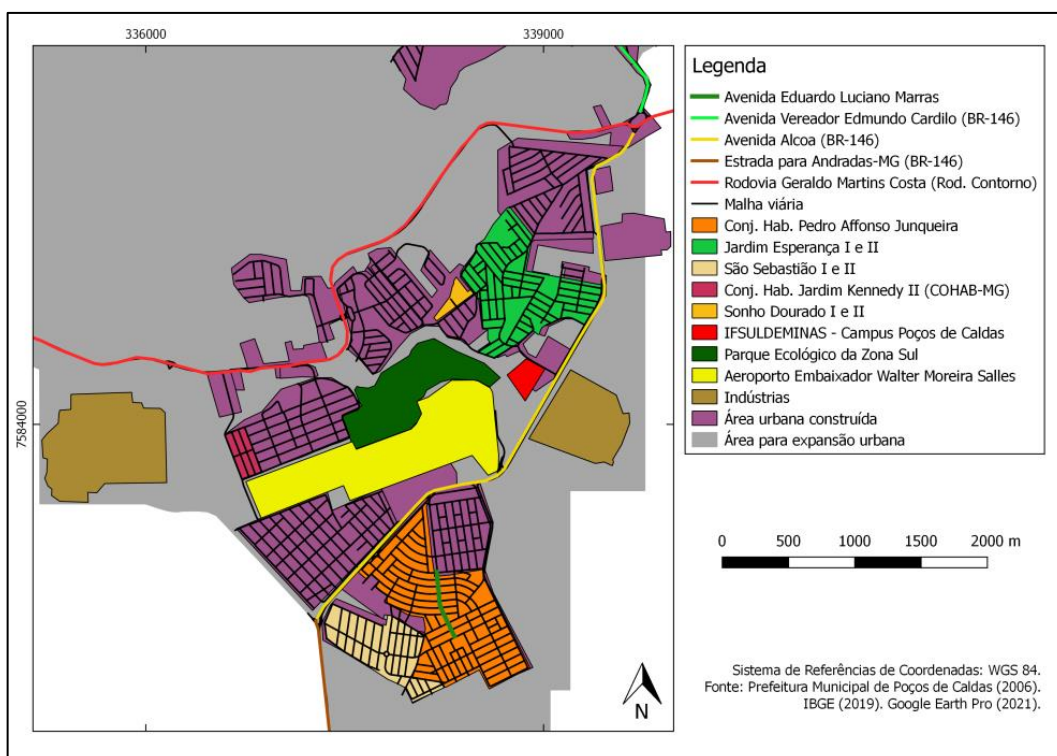 336000
339000
7584000
Legenda
Avenida Eduardo Luciano Marras
Avenida Vereador Edmundo Cardilo (BR-146)
Avenida Alcoa (BR-146)
Estrada para Andradas-MG (BR-146)
Rodovia Geraldo Martins Costa (Rod. Contorno)
Malha viária
Conj. Hab. Pedro Affonso Junqueira
Jardim Esperança I e II
São Sebastião I e II
Conj. Hab. Jardim Kennedy II (COHAB-MG)
Sonho Dourado I e II
IFSULDEMINAS - Campus Poços de Caldas
Parque Ecológico da Zona Sul
Aeroporto Embaixador Walter Moreira Salles
Indústrias
Área urbana construída
Área para expansão urbana
0 500 1000 1500 2000 m
N
Sistema de Referências de Coordenadas: WGS 84.
Fonte: Prefeitura Municipal de Poços de Caldas (2006).
IBGE (2019). Google Earth Pro (2021).